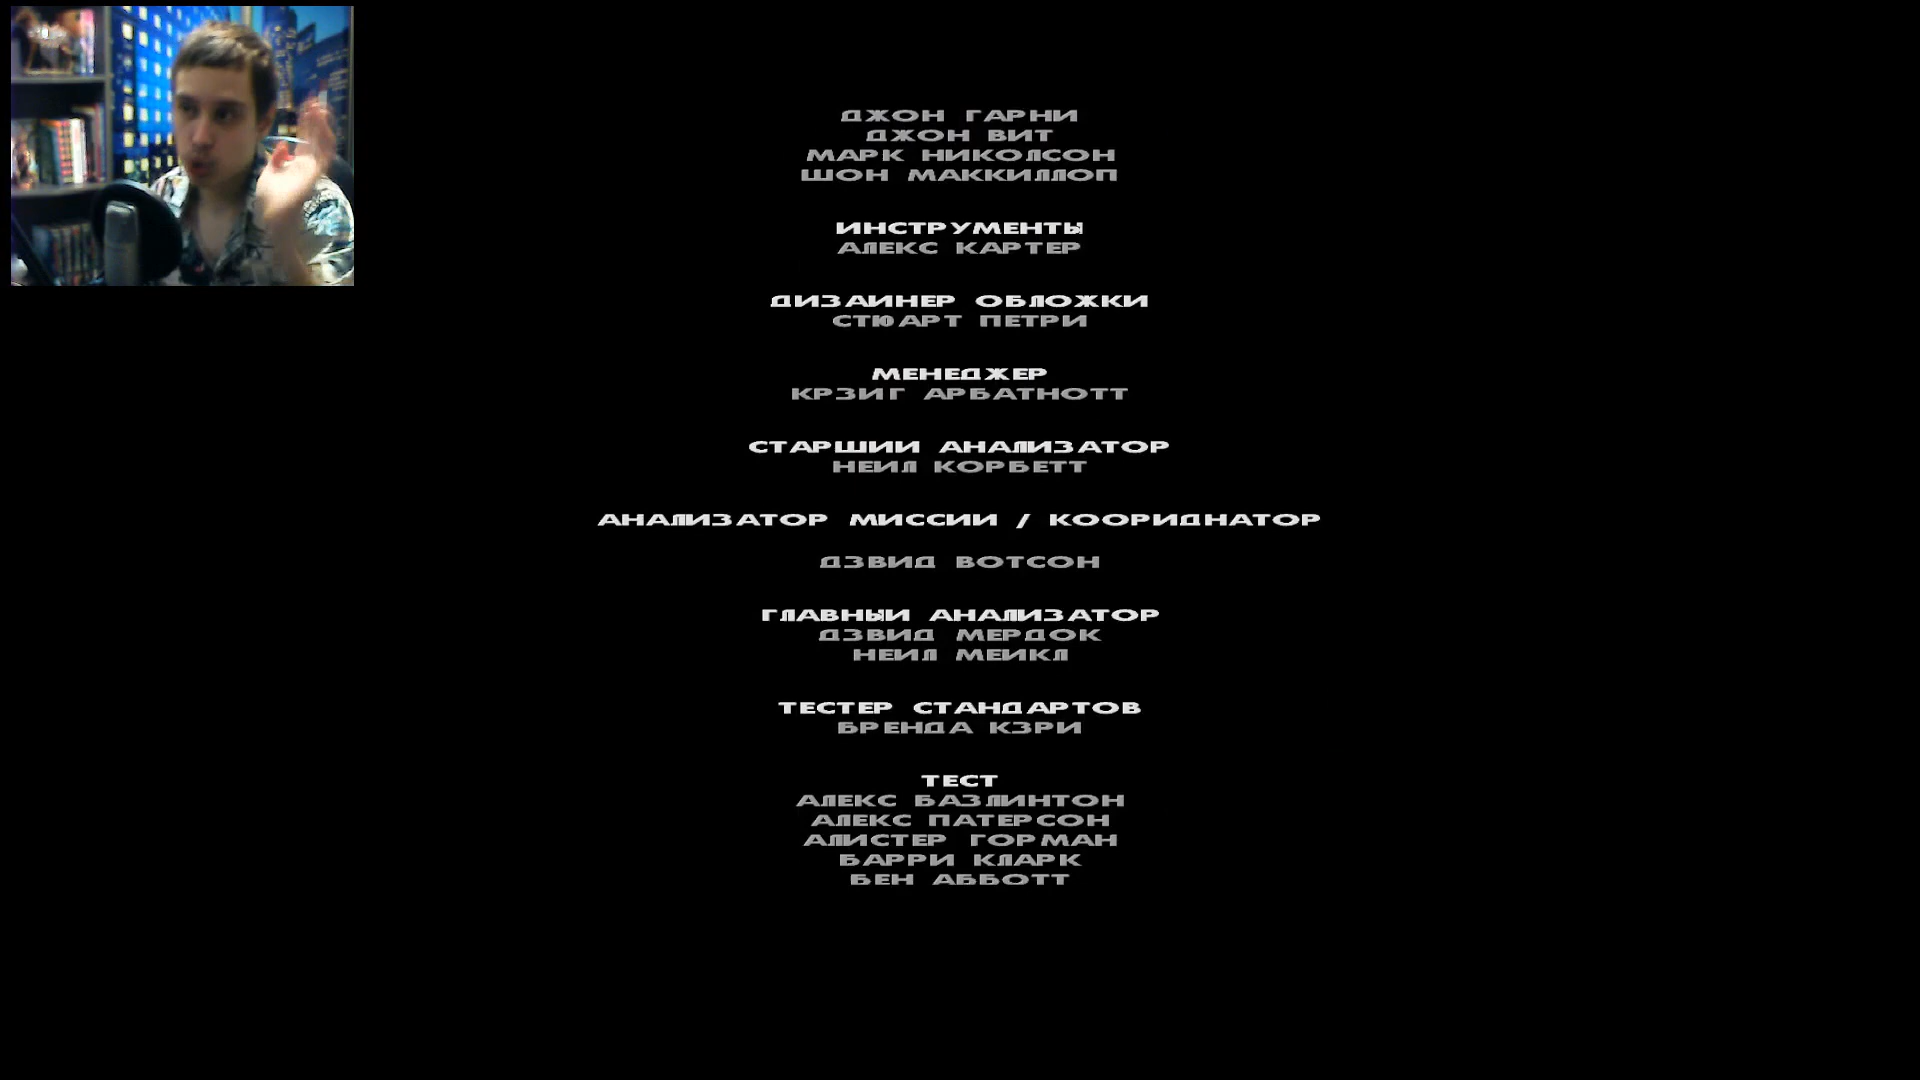 ДЖОН ГАРНИ
ДЖОН ВИТ
МАРК НИКОЛСОН
ШОН МАККИЛЛОП
ИНСТРУМЕНТЫ
АЛЕКС КАРТЕР
ДИЗАИНЕР ОБЛОЖКИ
СТЮАРТ ПЕТРИ
МЕНЕДЖЕР
КРЗИГ АРБАТНОТТ
СТАРШИИ АНАЛИЗАТОР
НЕИЛ КОРБЕТТ
АНАЛИЗАТОР МИССИИ / КООРИДНАТОР
ДЗВИД ВОТСОН
ГЛАВНЫИ АНАЛИЗАТОР
ДЗВИД МЕРДОК
НЕИЛ МЕИКЛ
ТЕСТЕР СТАНДАРТОВ
БРЕНДА КЗРИ
ТЕСТ
АЛЕКС БАЗЛИНТОН
АЛЕКС ПАТЕРСОН
АЛИСТЕР ГОРМАН
БАРРИ КЛАРК
БЕН АББОТТ